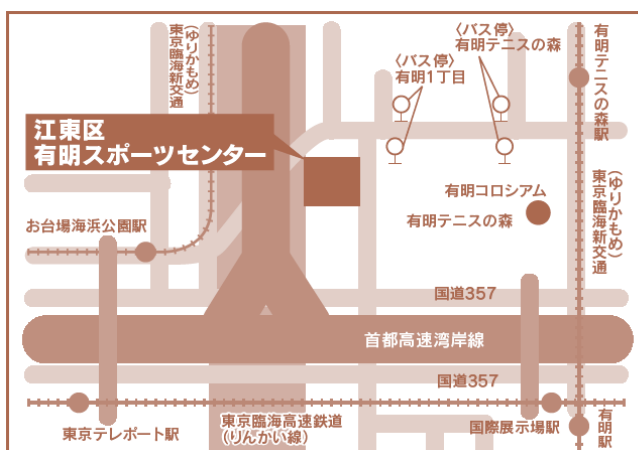 (ゆりかもめ)
東京臨海新交通
〈バス停〉
有明1丁目
〈バス停〉
有明テニスの森
有明テニスの森駅
江東区
有明スポーツセンター
お台場海浜公園駅
有明コロシアム
有明テニスの森
(ゆりかもめ)
東京臨海新交通
国道357
首都高速湾岸線
国道357
東京テレポート駅
東京臨海高速鉄道
(りんかい線)
国際展示場駅
有明駅